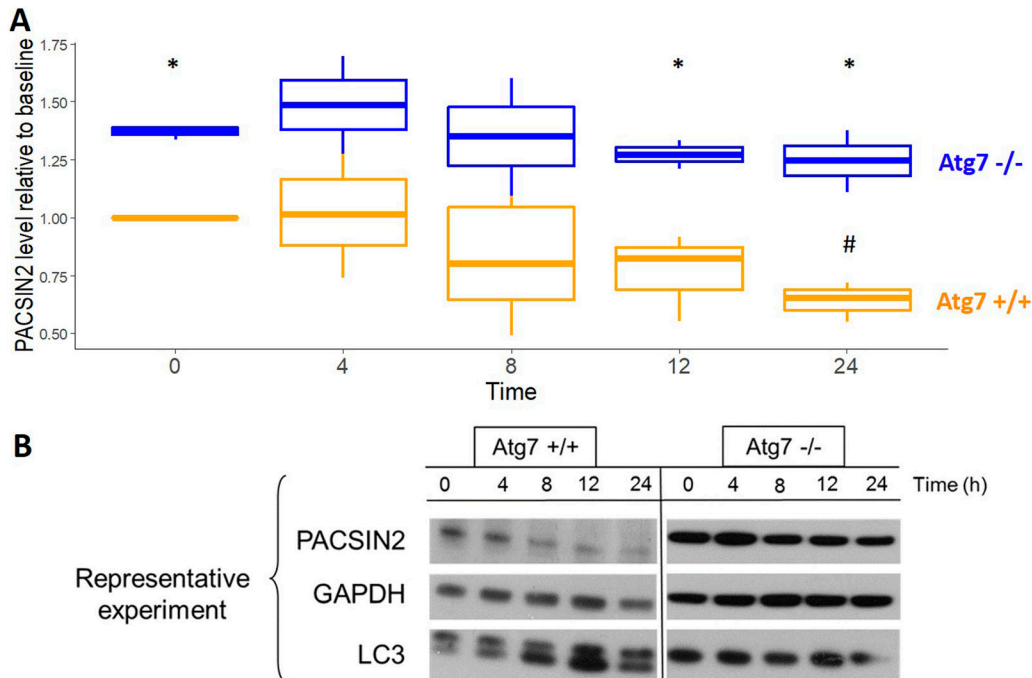 A
PACSIN2 level relative to baseline
1.75
1.50
1.25
1.00
0.75
0.50
* * *
#
Atg7 -/-
Atg7 +/+
0 4 8 12 24
Time
B
Atg7 +/+ Atg7 -/-
0 4 8 12 24 0 4 8 12 24 Time (h)
PACSIN2
GAPDH
LC3
Representative
experiment